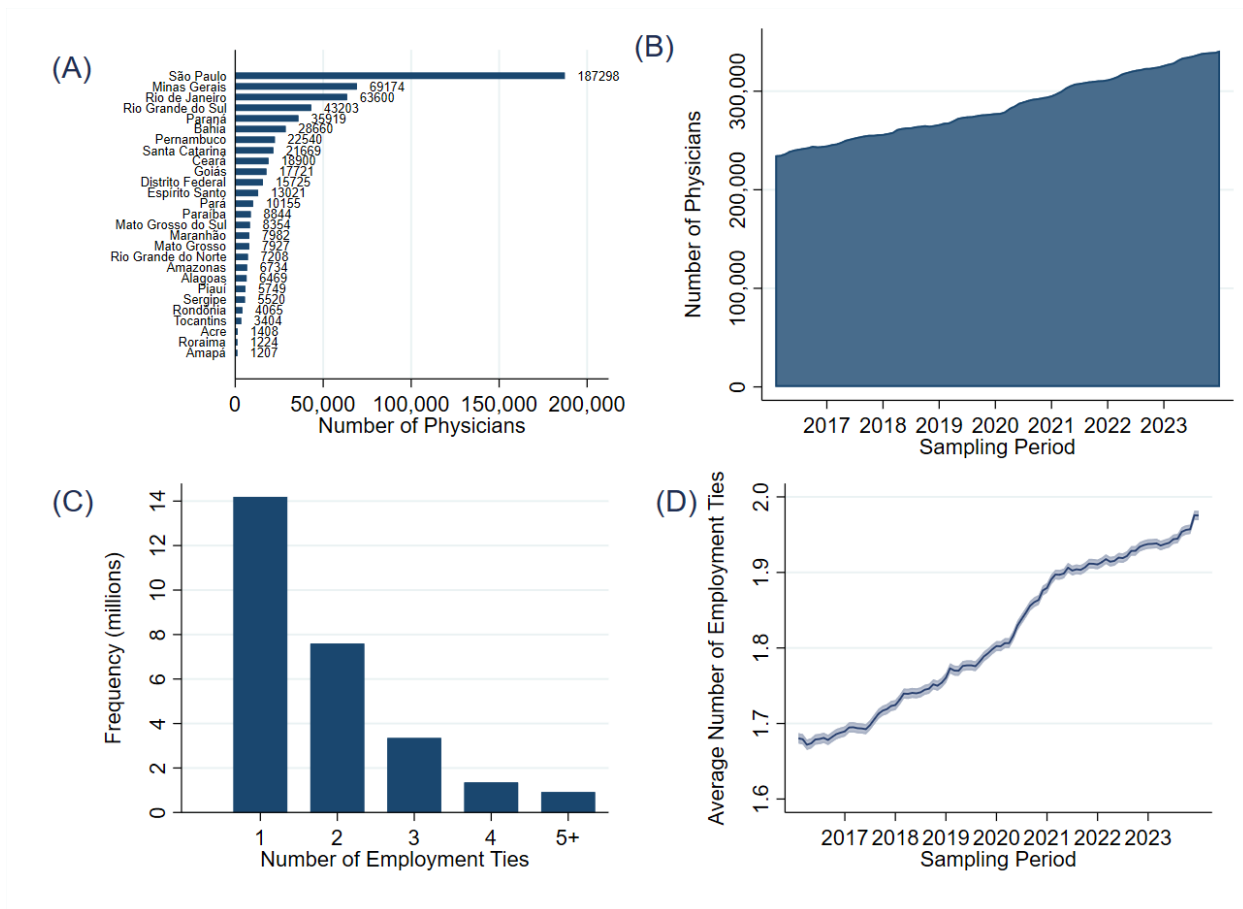 (A)
São Paulo 187298
Minas Gerais 69174
Rio de Janeiro 63600
Rio Grande do Sul 43203
Paraná 35919
Bahia 28660
Pernambuco 22540
Santa Catarina 21669
Ceará 18900
Goiás 17721
Distrito Federal 15725
Espírito Santo 13021
Pará 10155
Paraíba 8844
Mato Grosso do Sul 8354
Maranhão 7982
Mato Grosso 7927
Rio Grande do Norte 7208
Amazonas 6734
Alagoas 6469
Piauí 5749
Sergipe 5520
Rondônia 4065
Tocantins 3404
Acre 1408
Roraima 1224
Amapá 1207
0 50,000 100,000 150,000 200,000
Number of Physicians
(B)
Number of Physicians
300,000
200,000
100,000
0
2017 2018 2019 2020 2021 2022 2023
Sampling Period
(C)
Frequency (millions)
14
12
10
8
6
4
2
0
1 2 3 4 5+
Number of Employment Ties
(D)
Average Number of Employment Ties
2.0
1.9
1.8
1.7
1.6
2017 2018 2019 2020 2021 2022 2023
Sampling Period